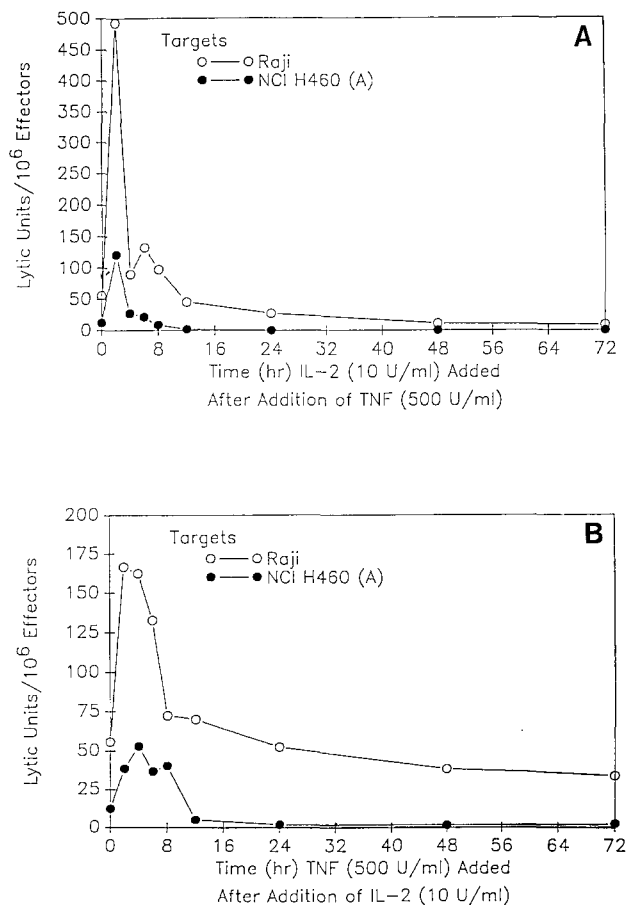 A
Targets
Raji
NCI H460 (A)
500
450
400
350
300
250
200
150
100
50
0
Lytic Units/10⁶ Effectors
0 8 16 24 32 40 48 56 64 72
Time (hr) IL-2 (10 U/ml) Added
After Addition of TNF (500 U/ml)
B
Targets
Raji
NCI H460 (A)
200
175
150
125
100
75
50
25
0
Lytic Units/10⁶ Effectors
0 8 16 24 32 40 48 56 64 72
Time (hr) TNF (500 U/ml) Added
After Addition of IL-2 (10 U/ml)